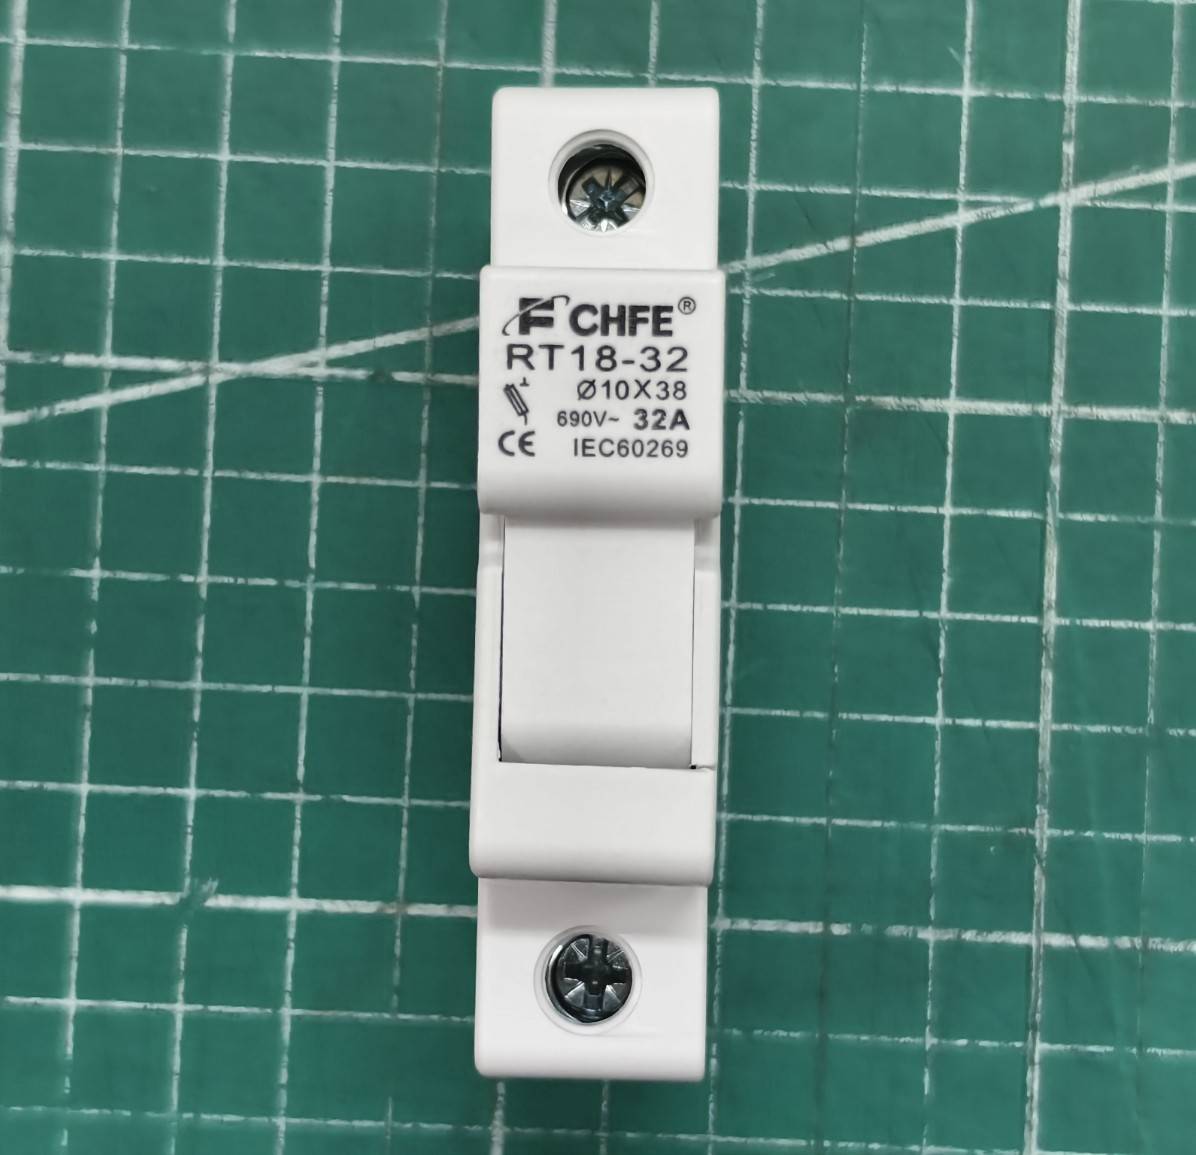 F CHFE®
RT18-32
Ø10X38
690V~ 32A
CE IEC60269